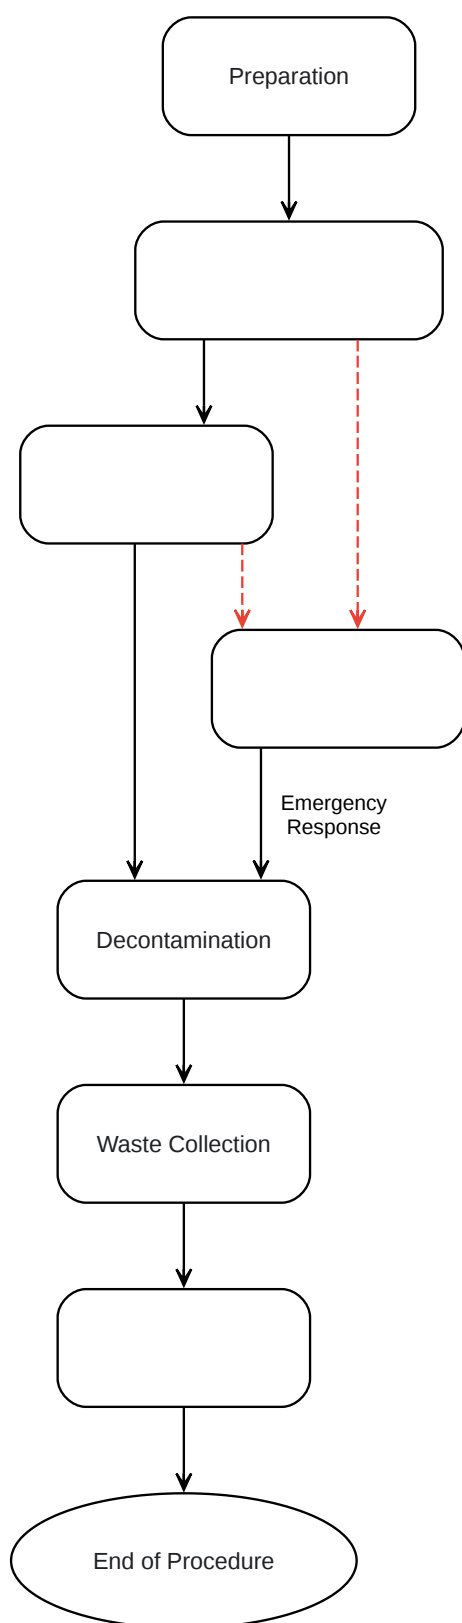 Preparation
Emergency
Response
Decontamination
Waste Collection
End of Procedure